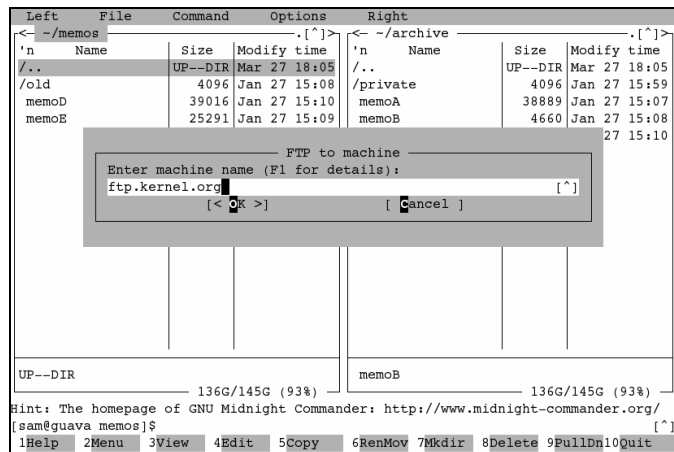 Left File Command Options Right
<─ ~/memos ─.[^]> <─ ~/archive ─.[^]>
'n Name Size Modify time 'n Name Size Modify time
/.. UP--DIR Mar 27 18:05 /.. UP--DIR Mar 27 18:05
/old 4096 Jan 27 15:08 /private 4096 Jan 27 15:59
memoD 39016 Jan 27 15:10 memoA 38889 Jan 27 15:07
memoE 25291 Jan 27 15:09 memoB 4660 Jan 27 15:08
27 15:10
FTP to machine
Enter machine name (F1 for details):
ftp.kernel.org [^]
[< OK >] [ Cancel ]
UP--DIR memoB
136G/145G (93%) 136G/145G (93%)
Hint: The homepage of GNU Midnight Commander: http://www.midnight-commander.org/
[sam@guava memos]$ [^]
1Help 2Menu 3View 4Edit 5Copy 6RenMov 7Mkdir 8Delete 9PullDn 10Quit